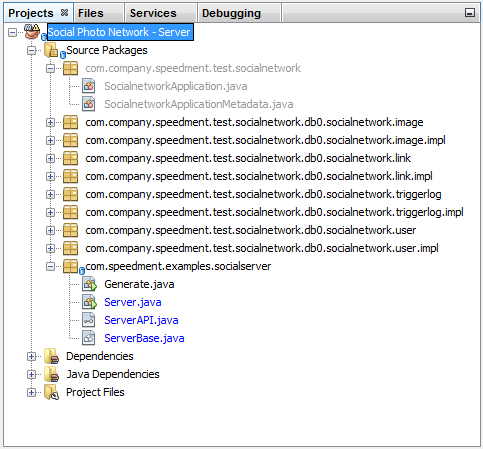 Projects Files Services Debugging
Social Photo Network - Server
Source Packages
com.company.speedment.test.socialnetwork
SocialnetworkApplication.java
SocialnetworkApplicationMetadata.java
com.company.speedment.test.socialnetwork.db0.socialnetwork.image
com.company.speedment.test.socialnetwork.db0.socialnetwork.image.impl
com.company.speedment.test.socialnetwork.db0.socialnetwork.link
com.company.speedment.test.socialnetwork.db0.socialnetwork.link.impl
com.company.speedment.test.socialnetwork.db0.socialnetwork.triggerlog
com.company.speedment.test.socialnetwork.db0.socialnetwork.triggerlog.impl
com.company.speedment.test.socialnetwork.db0.socialnetwork.user
com.company.speedment.test.socialnetwork.db0.socialnetwork.user.impl
com.speedment.examples.socialserver
Generate.java
Server.java
ServerAPI.java
ServerBase.java
Dependencies
Java Dependencies
Project Files